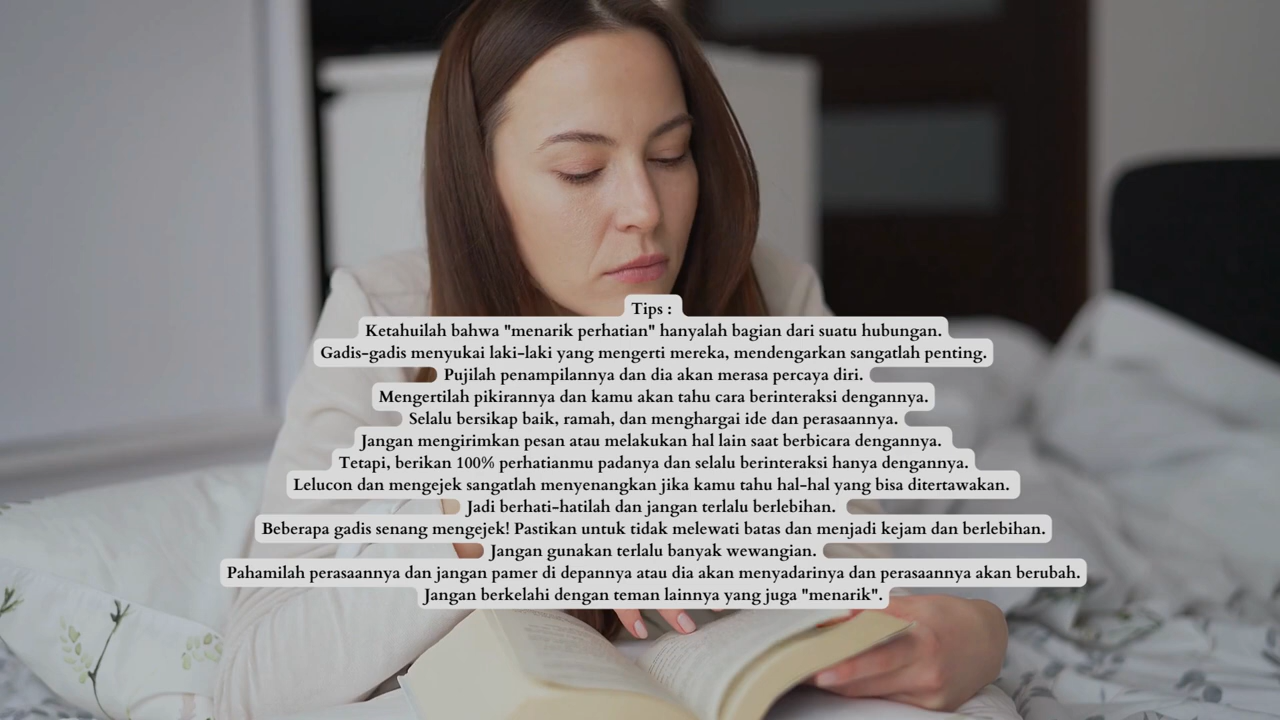 Tips :
Ketahuilah bahwa "menarik perhatian" hanyalah bagian dari suatu hubungan.
Gadis-gadis menyukai laki-laki yang mengerti mereka, mendengarkan sangatlah penting.
Pujilah penampilannya dan dia akan merasa percaya diri.
Mengertilah pikirannya dan kamu akan tahu cara berinteraksi dengannya.
Selalu bersikap baik, ramah, dan menghargai ide dan perasaannya.
Jangan mengirimkan pesan atau melakukan hal lain saat berbicara dengannya.
Tetapi, berikan 100% perhatianmu padanya dan selalu berinteraksi hanya dengannya.
Lelucon dan mengejek sangatlah menyenangkan jika kamu tahu hal-hal yang bisa ditertawakan.
Jadi berhati-hatilah dan jangan terlalu berlebihan.
Beberapa gadis senang mengejek! Pastikan untuk tidak melewati batas dan menjadi kejam dan berlebihan.
Jangan gunakan terlalu banyak wewangian.
Pahamilah perasaannya dan jangan pamer di depannya atau dia akan menyadarinya dan perasaannya akan berubah.
Jangan berkelahi dengan teman lainnya yang juga "menarik".